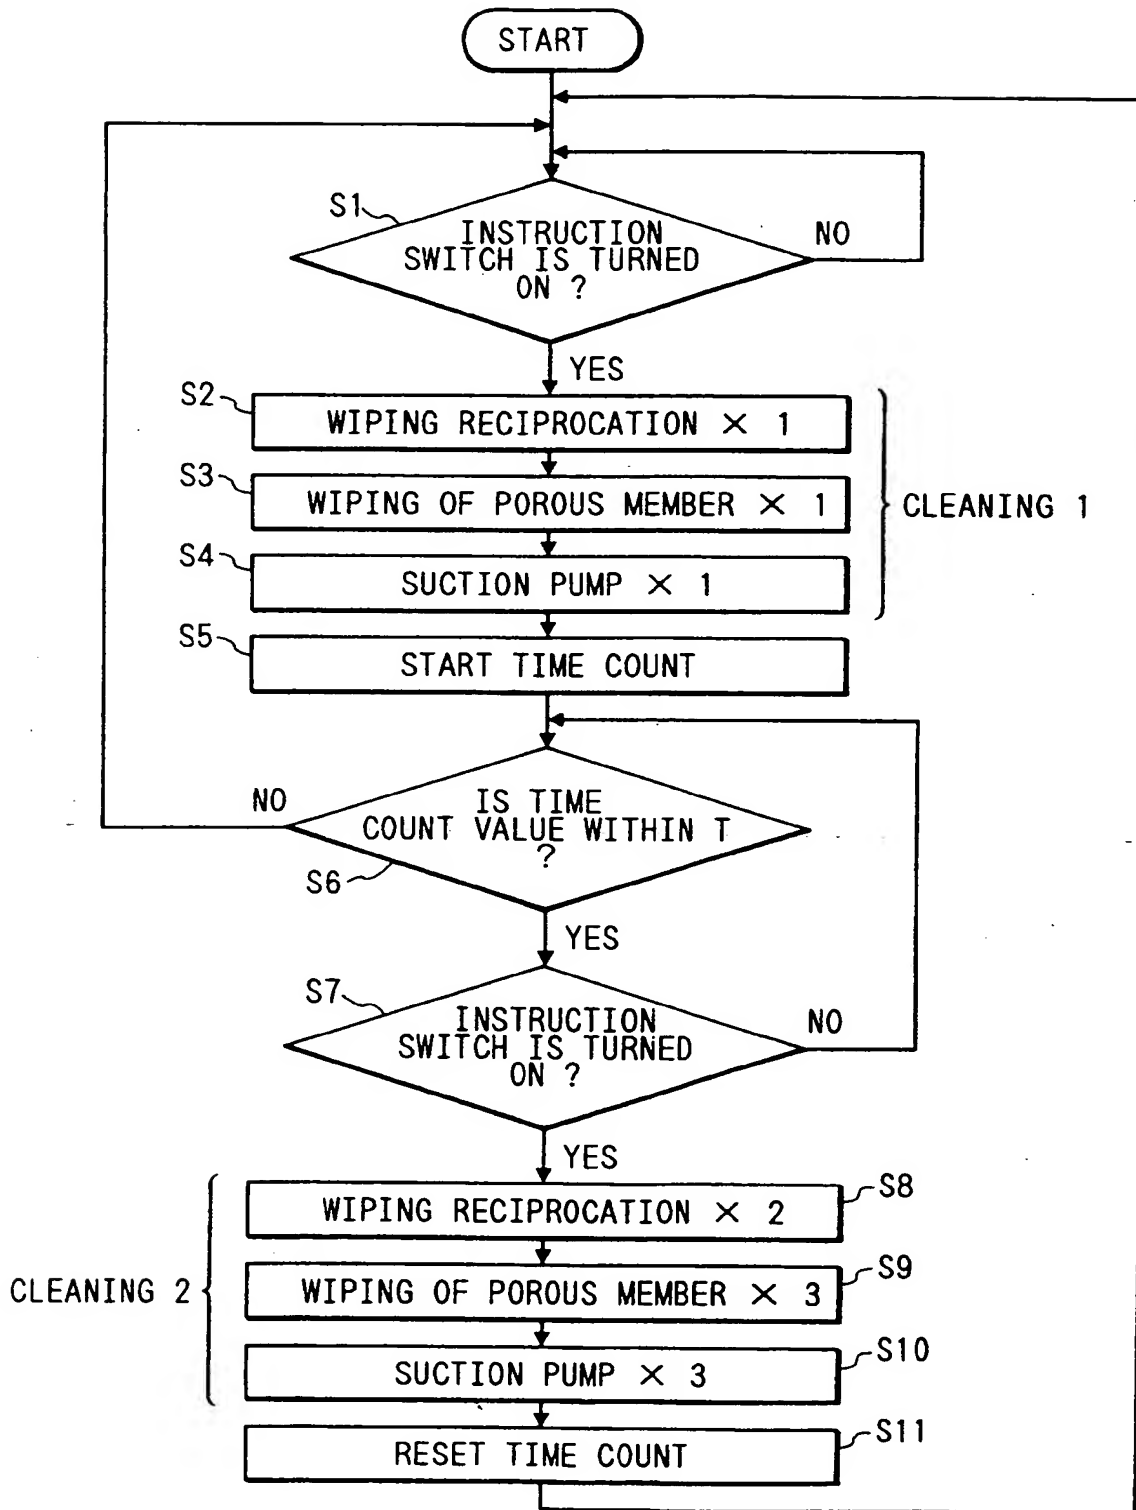 START
S1
INSTRUCTION
SWITCH IS TURNED
ON ?
NO
YES
S2
WIPING RECIPROCATION × 1
S3
WIPING OF POROUS MEMBER × 1
CLEANING 1
S4
SUCTION PUMP × 1
S5
START TIME COUNT
NO
IS TIME
COUNT VALUE WITHIN T
?
S6
YES
S7
INSTRUCTION
SWITCH IS TURNED
ON ?
NO
YES
S8
WIPING RECIPROCATION × 2
CLEANING 2
S9
WIPING OF POROUS MEMBER × 3
S10
SUCTION PUMP × 3
S11
RESET TIME COUNT